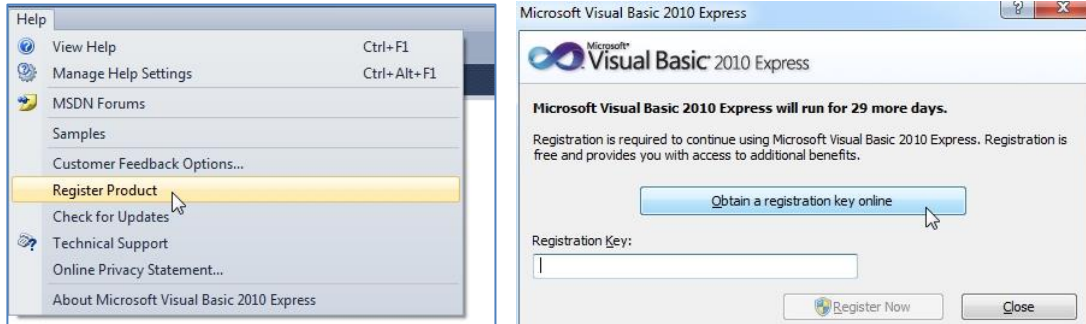 Help
View Help Ctrl+F1
Manage Help Settings Ctrl+Alt+F1
MSDN Forums
Samples
Customer Feedback Options...
Register Product
Check for Updates
Technical Support
Online Privacy Statement...
About Microsoft Visual Basic 2010 Express
Microsoft Visual Basic 2010 Express
Microsoft®
Visual Basic® 2010 Express
Microsoft Visual Basic 2010 Express will run for 29 more days.
Registration is required to continue using Microsoft Visual Basic 2010 Express. Registration is
free and provides you with access to additional benefits.
Obtain a registration key online
Registration Key:
Register Now Close